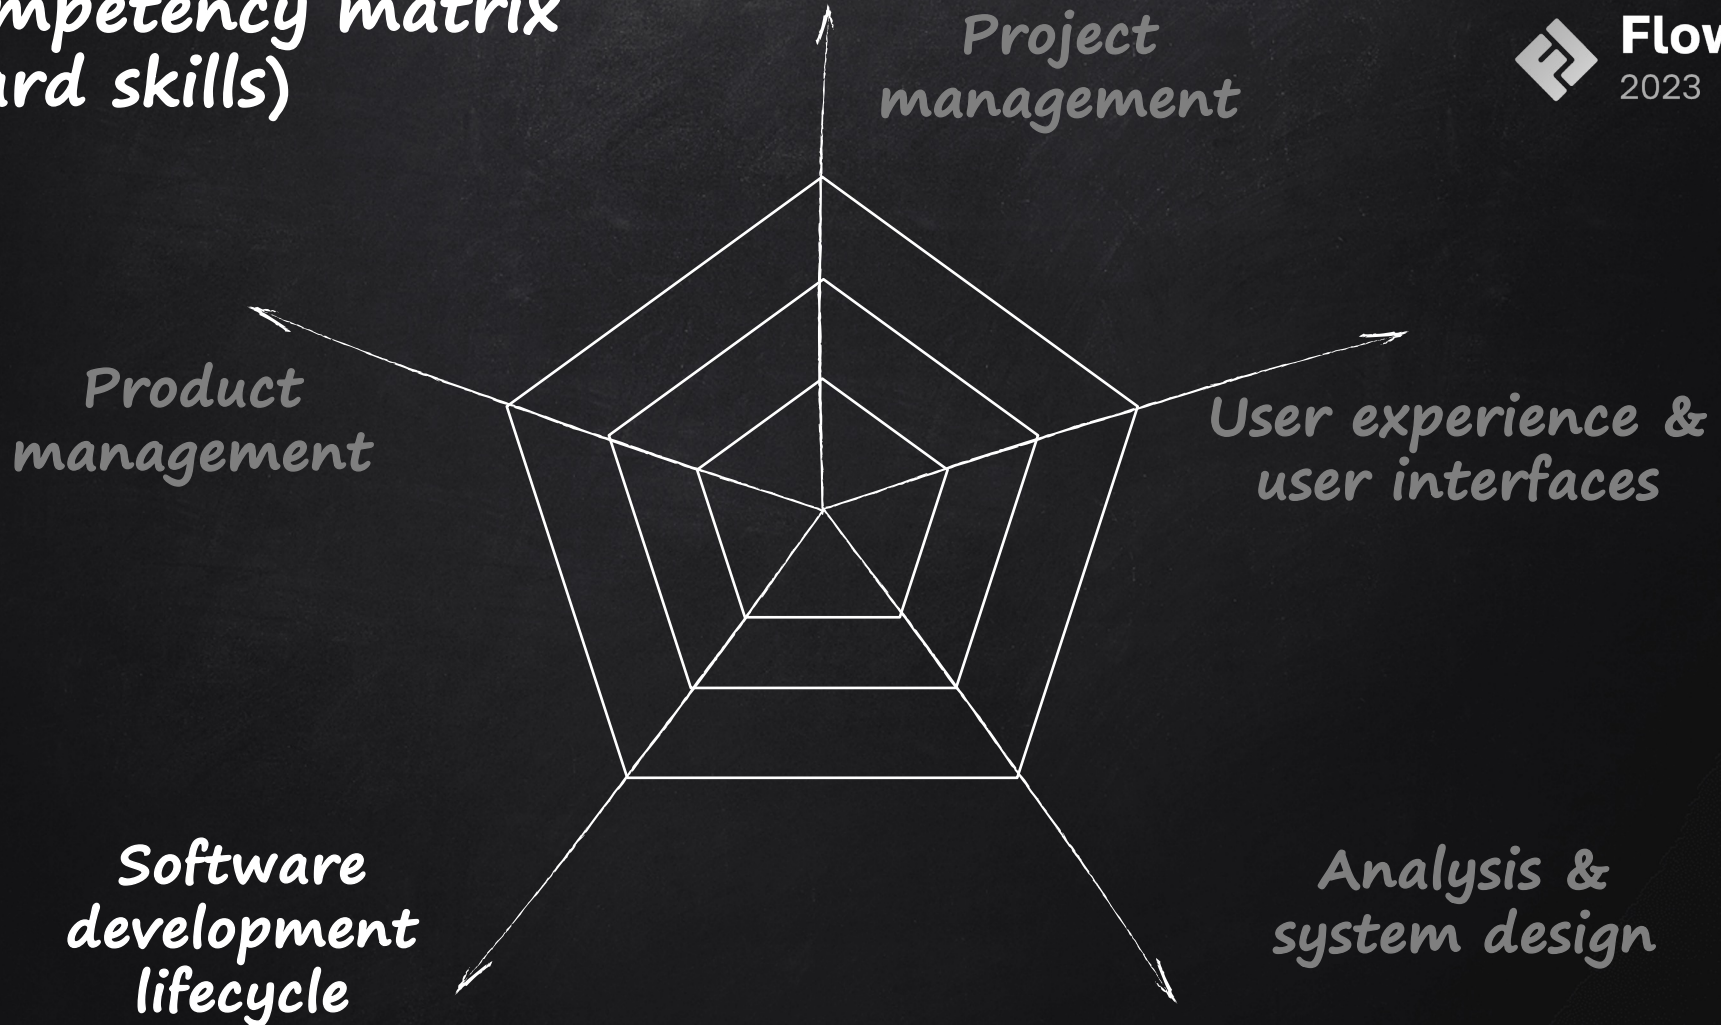 mpetency matrix
ard skills)
Project
management
Flow
2023
Product
management
User experience &
user interfaces
Software
development
lifecycle
Analysis &
system design